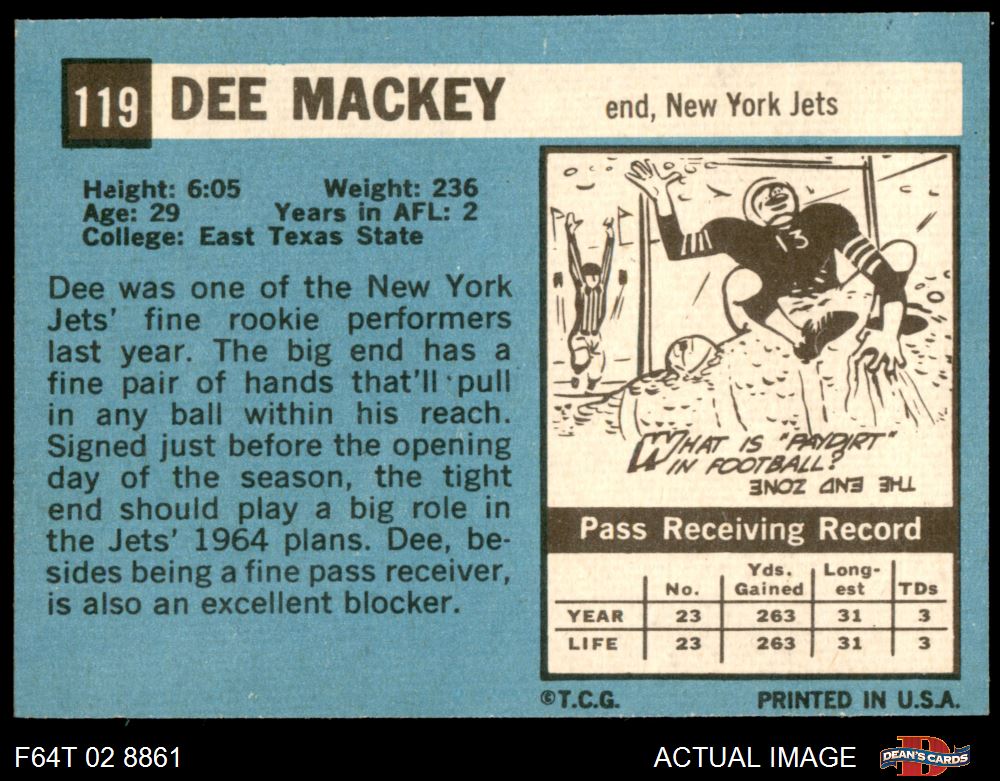 119 DEE MACKEY end, New York Jets
Height: 6:05 Weight: 236
Age: 29 Years in AFL: 2
College: East Texas State
Dee was one of the New York
Jets' fine rookie performers
last year. The big end has a
fine pair of hands that'll pull
in any ball within his reach.
Signed just before the opening
day of the season, the tight
end should play a big role in
the Jets' 1964 plans. Dee, be-
sides being a fine pass receiver,
is also an excellent blocker.
13
WHAT IS "PAYDIRT"
IN FOOTBALL?
THE END ZONE
Pass Receiving Record
No. Yds. Gained Long-est TDs
YEAR 23 263 31 3
LIFE 23 263 31 3
©T.C.G. PRINTED IN U.S.A.
F64T 02 8861 ACTUAL IMAGE DEAN'S CARDS